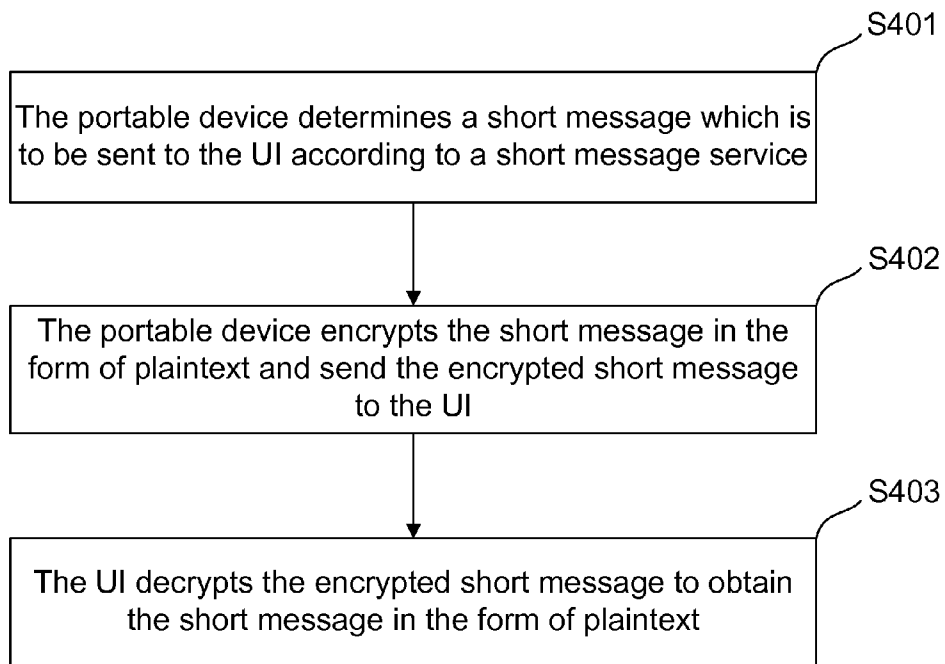 S401
The portable device determines a short message which is
to be sent to the UI according to a short message service
S402
The portable device encrypts the short message in the
form of plaintext and send the encrypted short message
to the UI
S403
The UI decrypts the encrypted short message to obtain
the short message in the form of plaintext